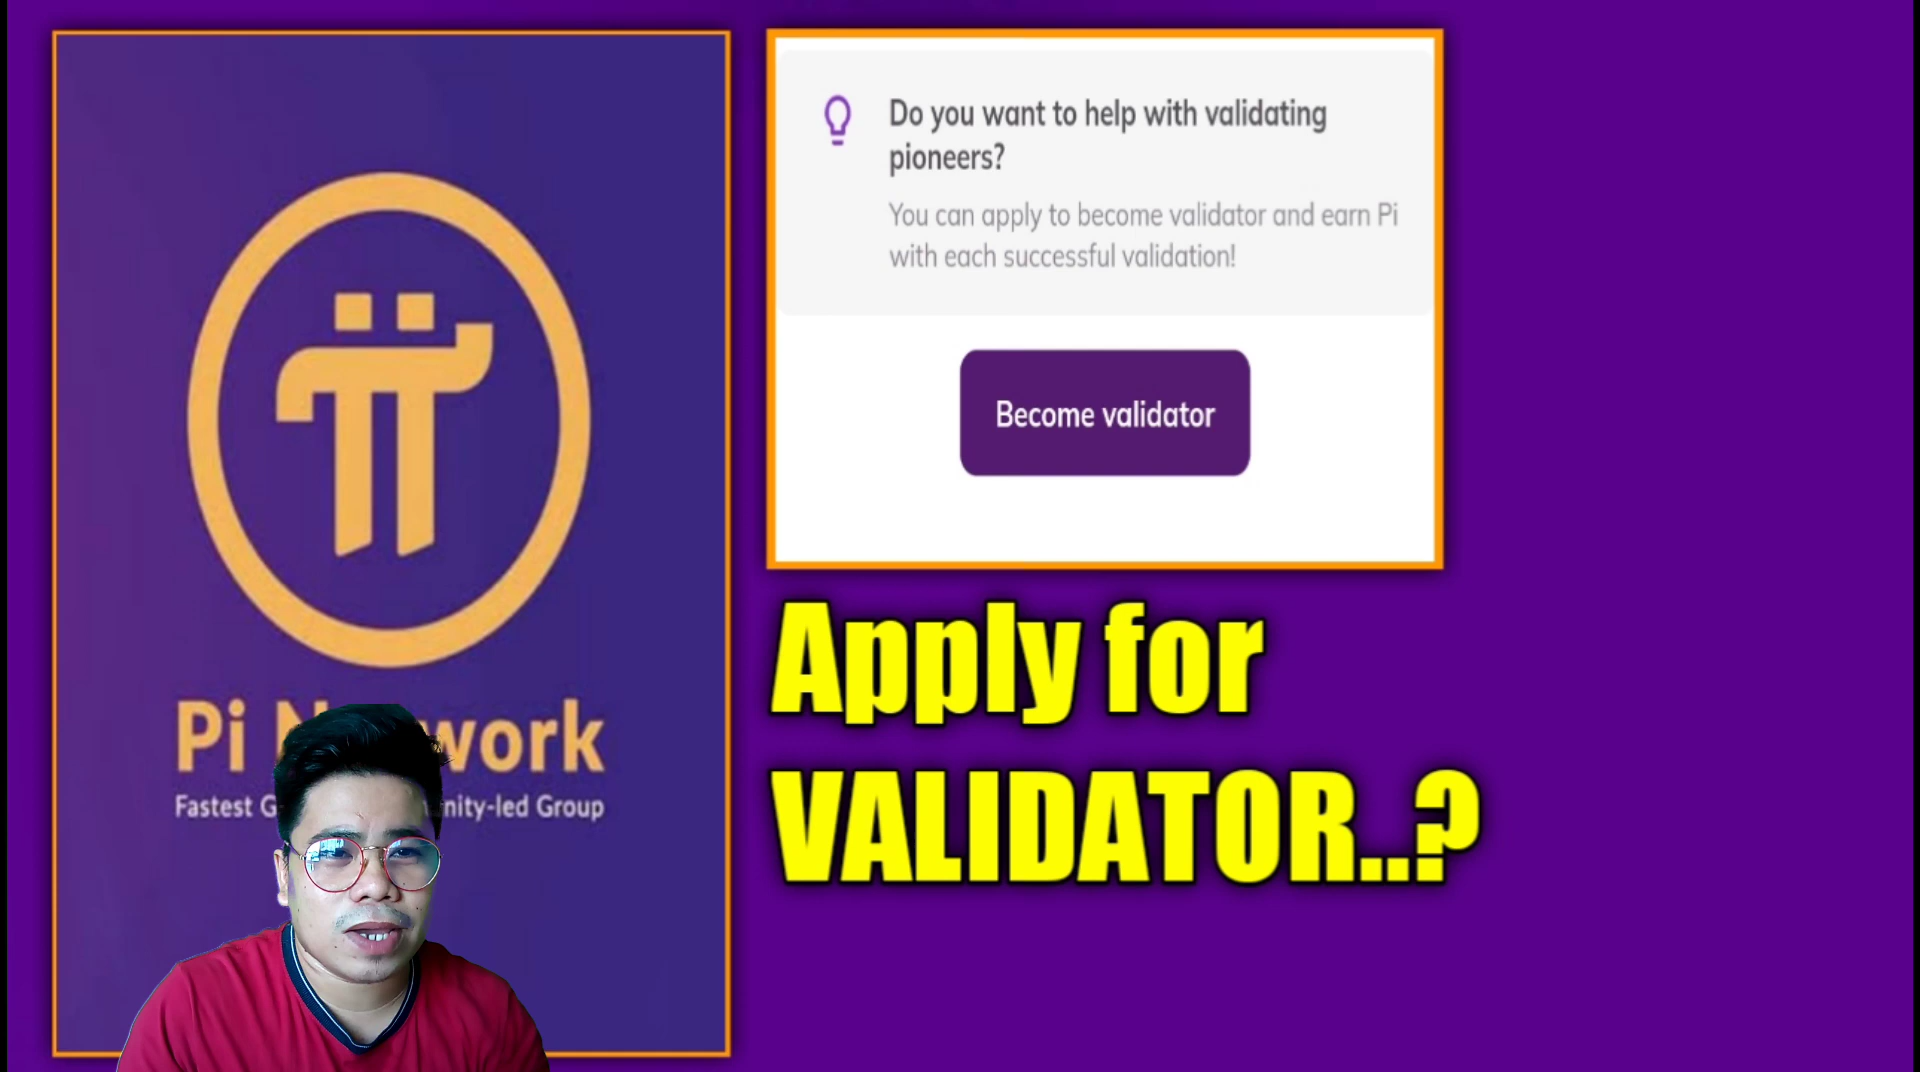 Do you want to help with validating
pioneers?
You can apply to become validator and earn Pi
with each successful validation!
Become validator
Apply for
VALIDATOR..?
Pi work
Fastest nity-led Group